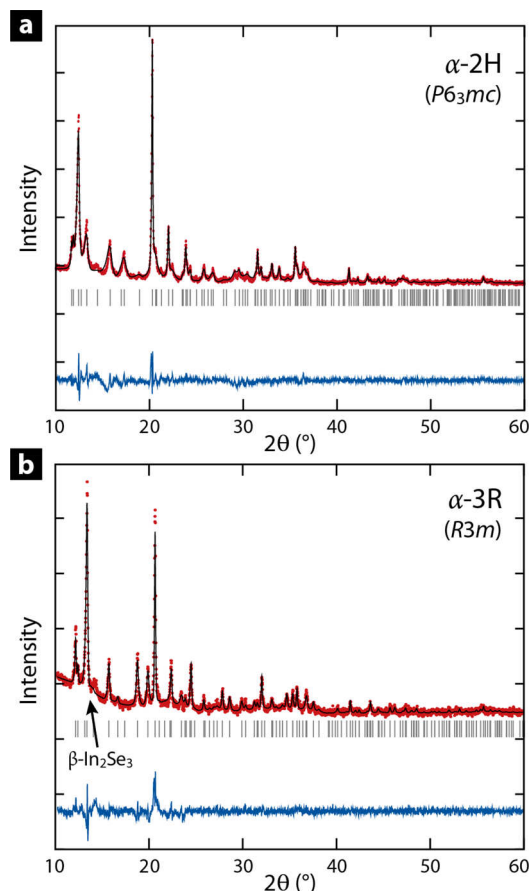 a
α-2H
(P6₃mc)
Intensity
10 20 30 40 50 60
2θ (°)
b
α-3R
(R3m)
Intensity
β-In₂Se₃
10 20 30 40 50 60
2θ (°)